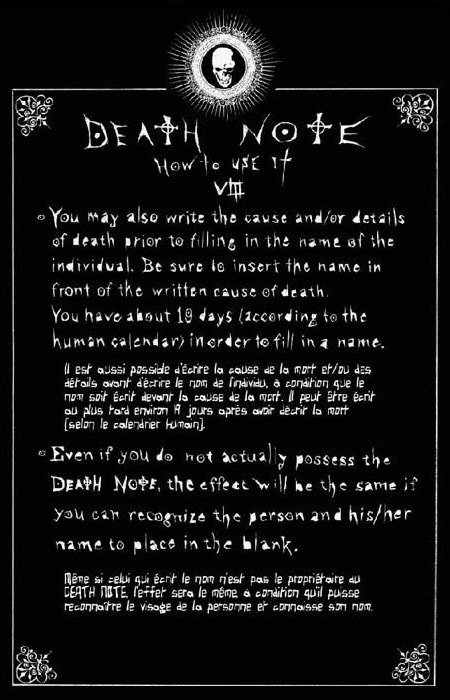 DEATH NOTE
How to USE It
VIII
You may also write the cause and/or details
of death prior to filling in the name of the
individual. Be sure to insert the name in
front of the written cause of death.
You have about 19 days (according to the
human calendar) in order to fill in a name.
Il est aussi possible d'écrire la cause de la mort et/ou des
détails avant d'écrire le nom de l'individu, à condition que le
nom soit écrit devant la cause de la mort. Il peut être écrit
au plus tard environ 19 jours après avoir décrit la mort
(selon le calendrier humain).
Even if you do not actually possess the
DEATH NOTE, the effect will be the same if
you can recognize the person and his/her
name to place in the blank.
Même si celui qui écrit le nom n'est pas le propriétaire du
DEATH NOTE, l'effet sera le même, à condition qu'il puisse
reconnaître le visage de la personne et connaisse son nom.